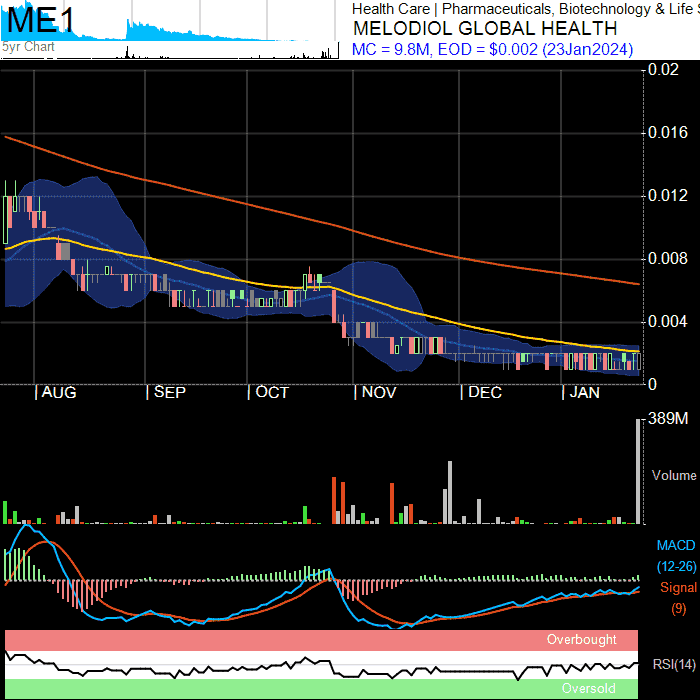 ME1
5yr Chart
Health Care | Pharmaceuticals, Biotechnology & Life
MELODIOL GLOBAL HEALTH
MC = 9.8M, EOD = $0.002 (23Jan2024)
0.02
0.016
0.012
0.008
0.004
0
| AUG | SEP | OCT | NOV | DEC | JAN
389M
Volume
MACD
(12-26)
Signal
(9)
Overbought
RSI(14)
Oversold